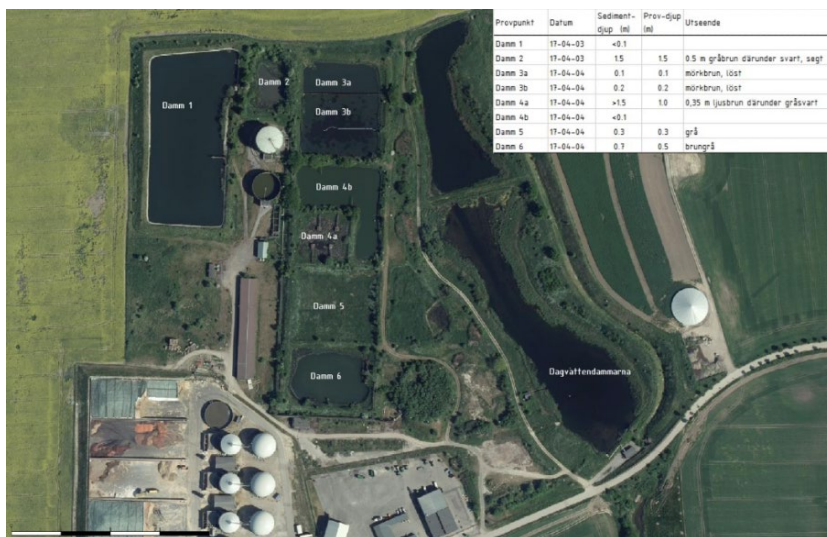 Provpunkt Datum Sediment- Prov-djup Utseende
djup (m) (m)
Damm 1 17-04-03 <0.1
Damm 2 17-04-03 1.5 1.5 0.5 m gråbrun därunder svart, segt
Damm 3a 17-04-04 0.1 0.1 mörkbrun, löst
Damm 3b 17-04-04 0.2 0.2 mörkbrun, löst
Damm 4a 17-04-04 >1.5 1.0 0,35 m ljusbrun därunder gråsvart
Damm 4b 17-04-04 <0.1
Damm 5 17-04-04 0.3 0.3 grå
Damm 6 17-04-04 0.7 0.5 brungrå
Damm 1
Damm 2
Damm 3a
Damm 3b
Damm 4b
Damm 4a
Damm 5
Damm 6
Dagvattendammarna